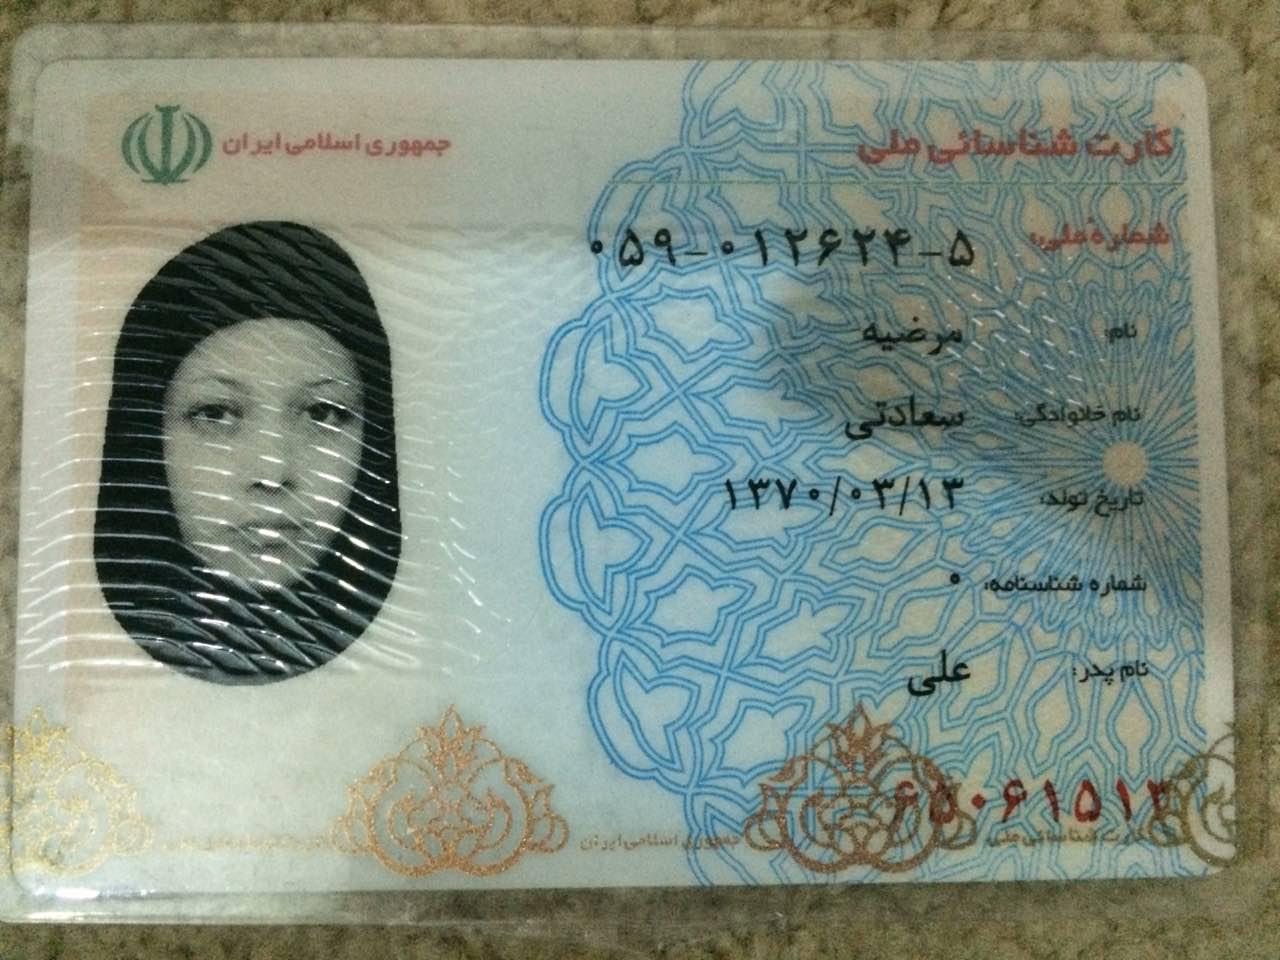 کارت شناسائی ملی
جمهوری اسلامی ایران
شماره ملی: ۰۵۹-۰۱۲۶۲۴-۵
نام: مرضیه
نام خانوادگی: سعادتی
تاریخ تولد: ۱۳۷۰/۰۳/۱۳
شماره شناسنامه: ۰
نام پدر: علی
۶۵۰۶۱۵۱۲
کارت شناسائی ملی جمهوری اسلامی ایران